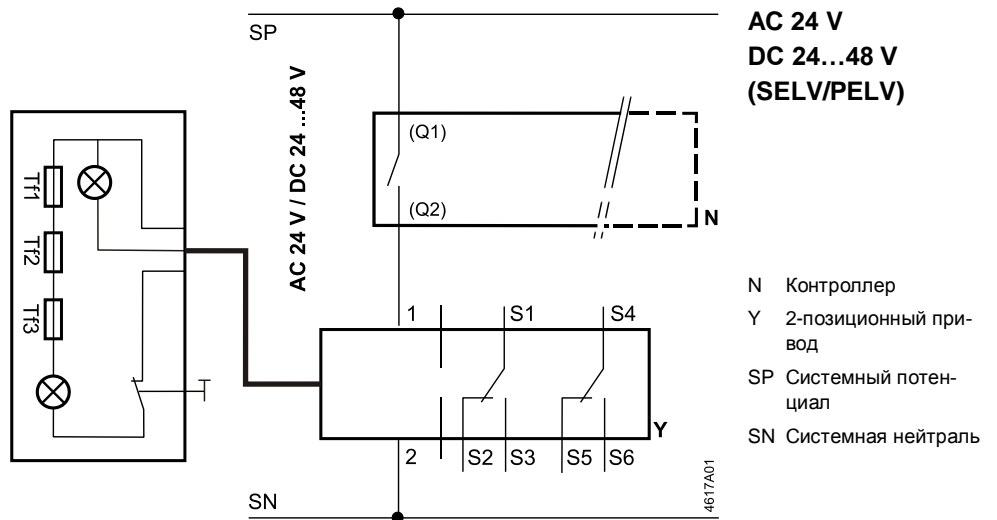 SP
AC 24 V
DC 24...48 V
(SELV/PELV)
AC 24 V / DC 24 ...48 V
(Q1)
(Q2)
N
Tf1
Tf2
Tf3
1
S1
S4
Y
2
S2
S3
S5
S6
SN
4617A01
N Контроллер
Y 2-позиционный при-
вод
SP Системный потен-
циал
SN Системная нейтраль